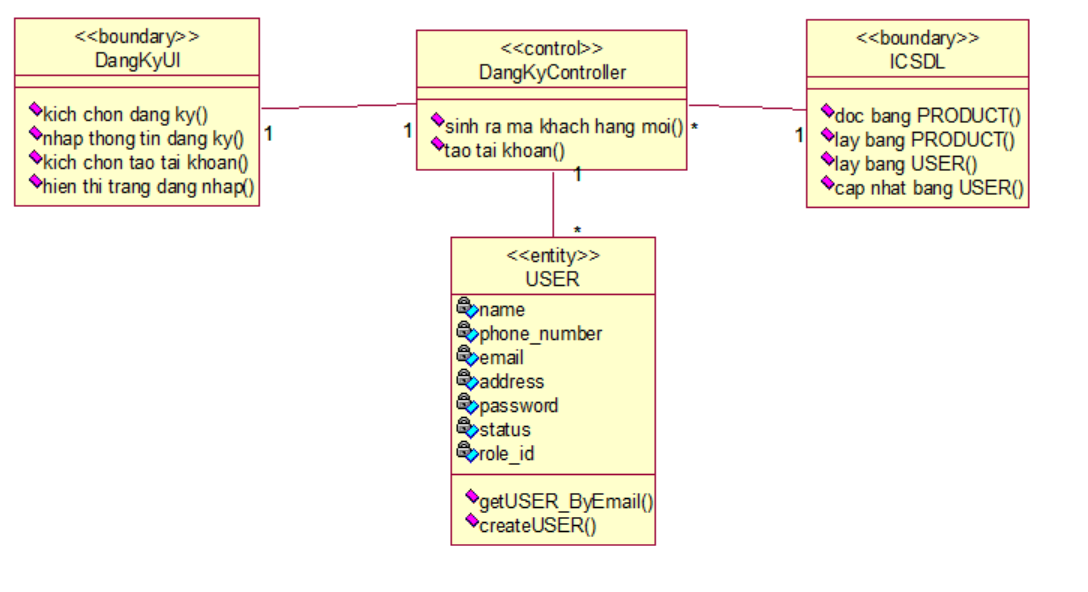 <<boundary>>
DangKyUI
kich chon dang ky()
nhap thong tin dang ky()
kich chon tao tai khoan()
hien thi trang dang nhap()
1
1
<<control>>
DangKyController
sinh ra ma khach hang moi()
tao tai khoan()
*
1
<<boundary>>
ICSDL
doc bang PRODUCT()
lay bang PRODUCT()
lay bang USER()
cap nhat bang USER()
1
*
<<entity>>
USER
name
phone_number
email
address
password
status
role_id
getUSER_ByEmail()
createUSER()